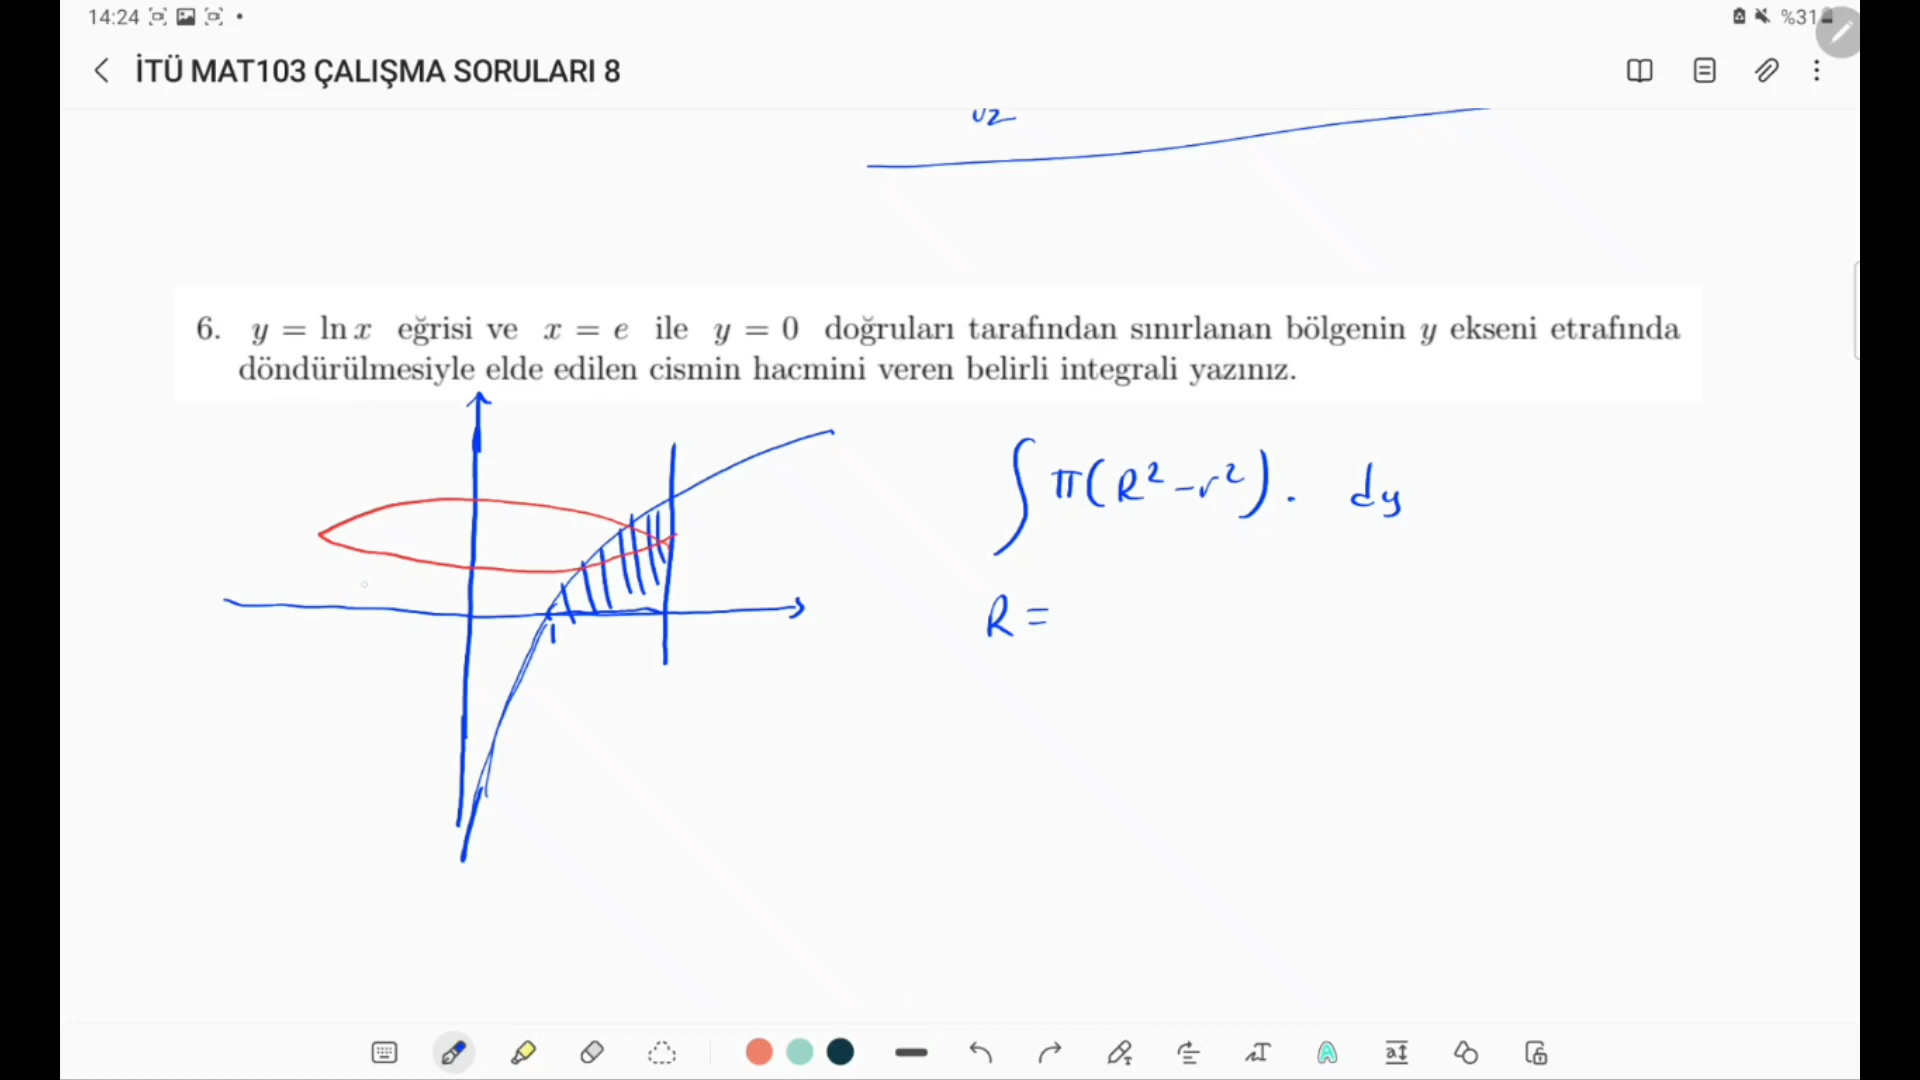 14:24
%31
İTÜ MAT103 ÇALIŞMA SORULARI 8
6. y = ln x eğrisi ve x = e ile y = 0 doğruları tarafından sınırlanan bölgenin y ekseni etrafında
döndürülmesiyle elde edilen cismin hacmini veren belirli integrali yazınız.
∫ π(R² - r²). dy
R =
1